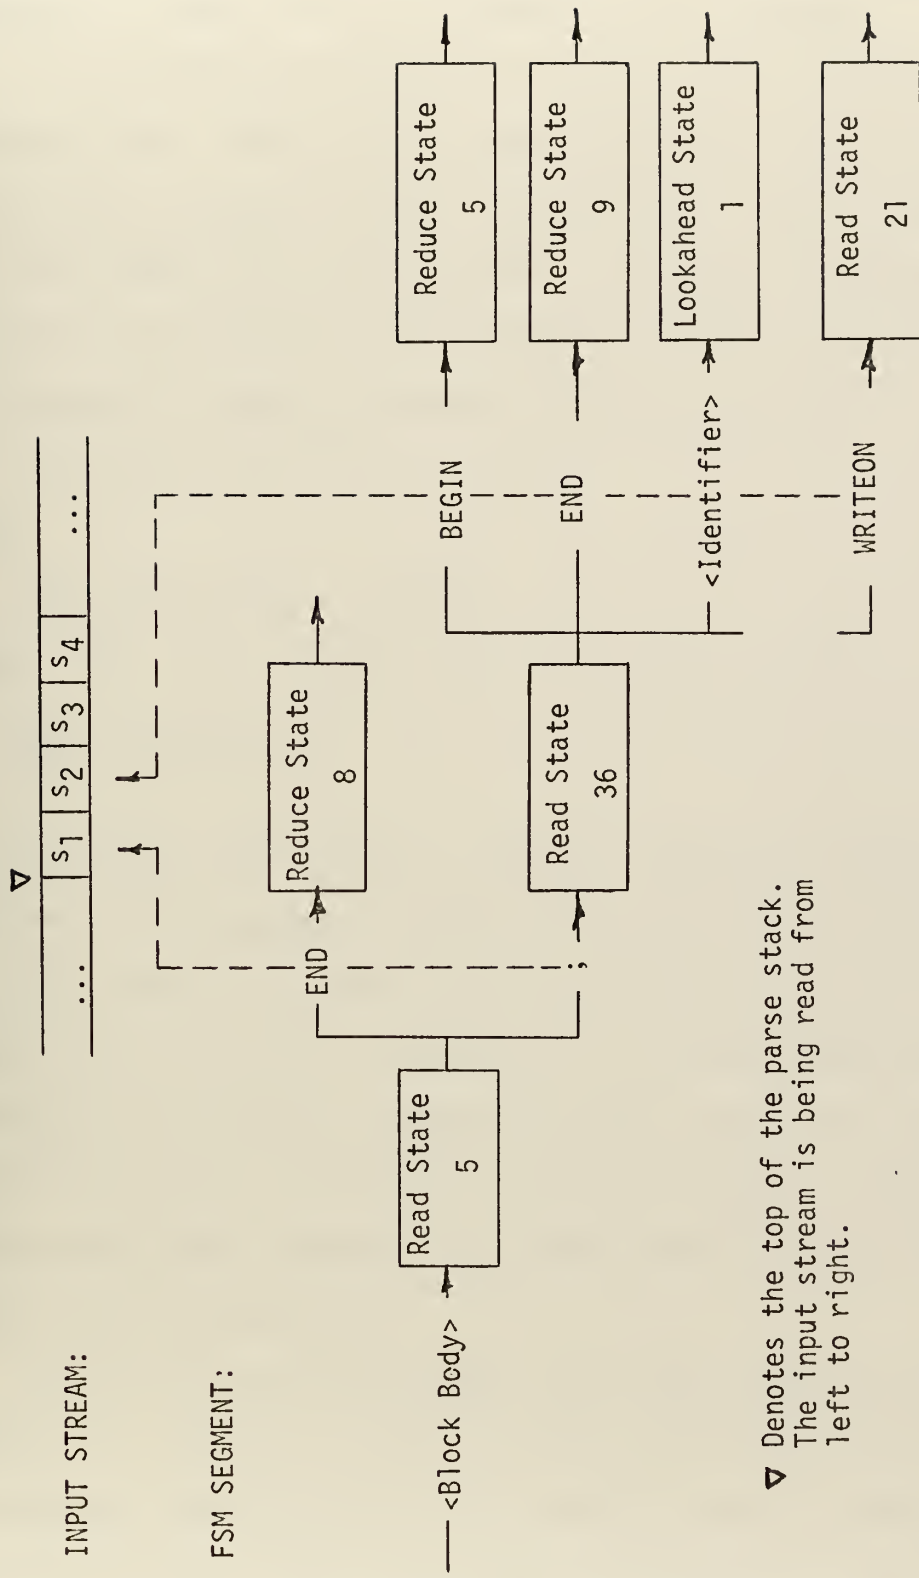 INPUT STREAM:
... s1 s2 s3 s4 ...
FSM SEGMENT:
<Block Body>
Read State
5
END
;
Reduce State
8
Read State
36
BEGIN
END
<Identifier>
WRITEON
Reduce State
5
Reduce State
9
Lookahead State
1
Read State
21
∇ Denotes the top of the parse stack.
The input stream is being read from
left to right.